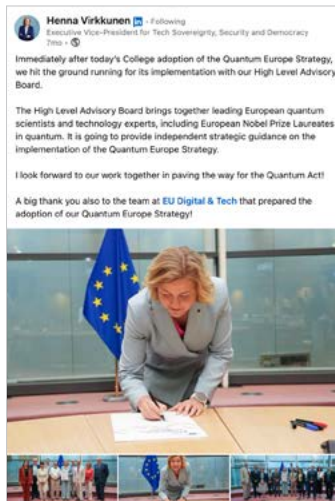 Henna Virkkunen in · Following
Executive Vice-President for Tech Sovereignty, Security and Democracy
7mo ·
Immediately after today's College adoption of the Quantum Europe Strategy,
we hit the ground running for its implementation with our High Level Advisory
Board.
The High Level Advisory Board brings together leading European quantum
scientists and technology experts, including European Nobel Prize Laureates
in quantum. It is going to provide independent strategic guidance on the
implementation of the Quantum Europe Strategy.
I look forward to our work together in paving the way for the Quantum Act!
A big thank you also to the team at EU Digital & Tech that prepared the
adoption of our Quantum Europe Strategy!